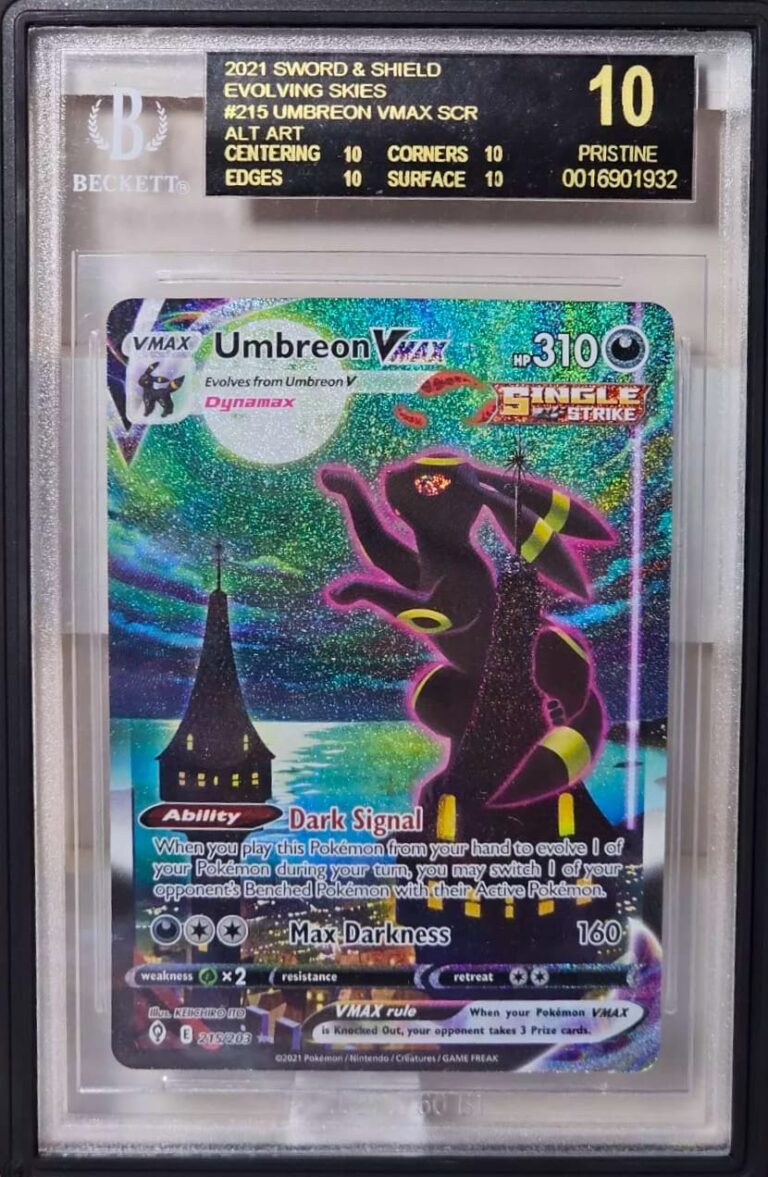 2021 SWORD & SHIELD
EVOLVING SKIES
#215 UMBREON VMAX SCR
ALT ART
CENTERING 10 CORNERS 10
EDGES 10 SURFACE 10
10
PRISTINE
0016901932
B
BECKETT®
VMAX Umbreon VMAX HP310
Evolves from Umbreon V
Dynamax
SINGLE
STRIKE
Ability Dark Signal
When you play this Pokémon from your hand to evolve 1 of
your Pokémon during your turn, you may switch 1 of your
opponent's Benched Pokémon with their Active Pokémon.
Max Darkness 160
weakness ×2 resistance retreat
Illus. KEIICHIRO ITO
E 215/203
VMAX rule When your Pokémon VMAX
is Knocked Out, your opponent takes 3 Prize cards.
©2021 Pokémon / Nintendo / Creatures / GAME FREAK